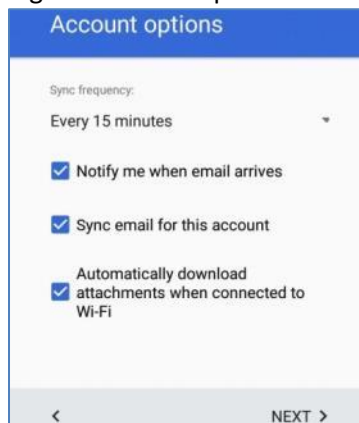 Account options
Sync frequency:
Every 15 minutes
Notify me when email arrives
Sync email for this account
Automatically download
attachments when connected to
Wi-Fi
< NEXT >